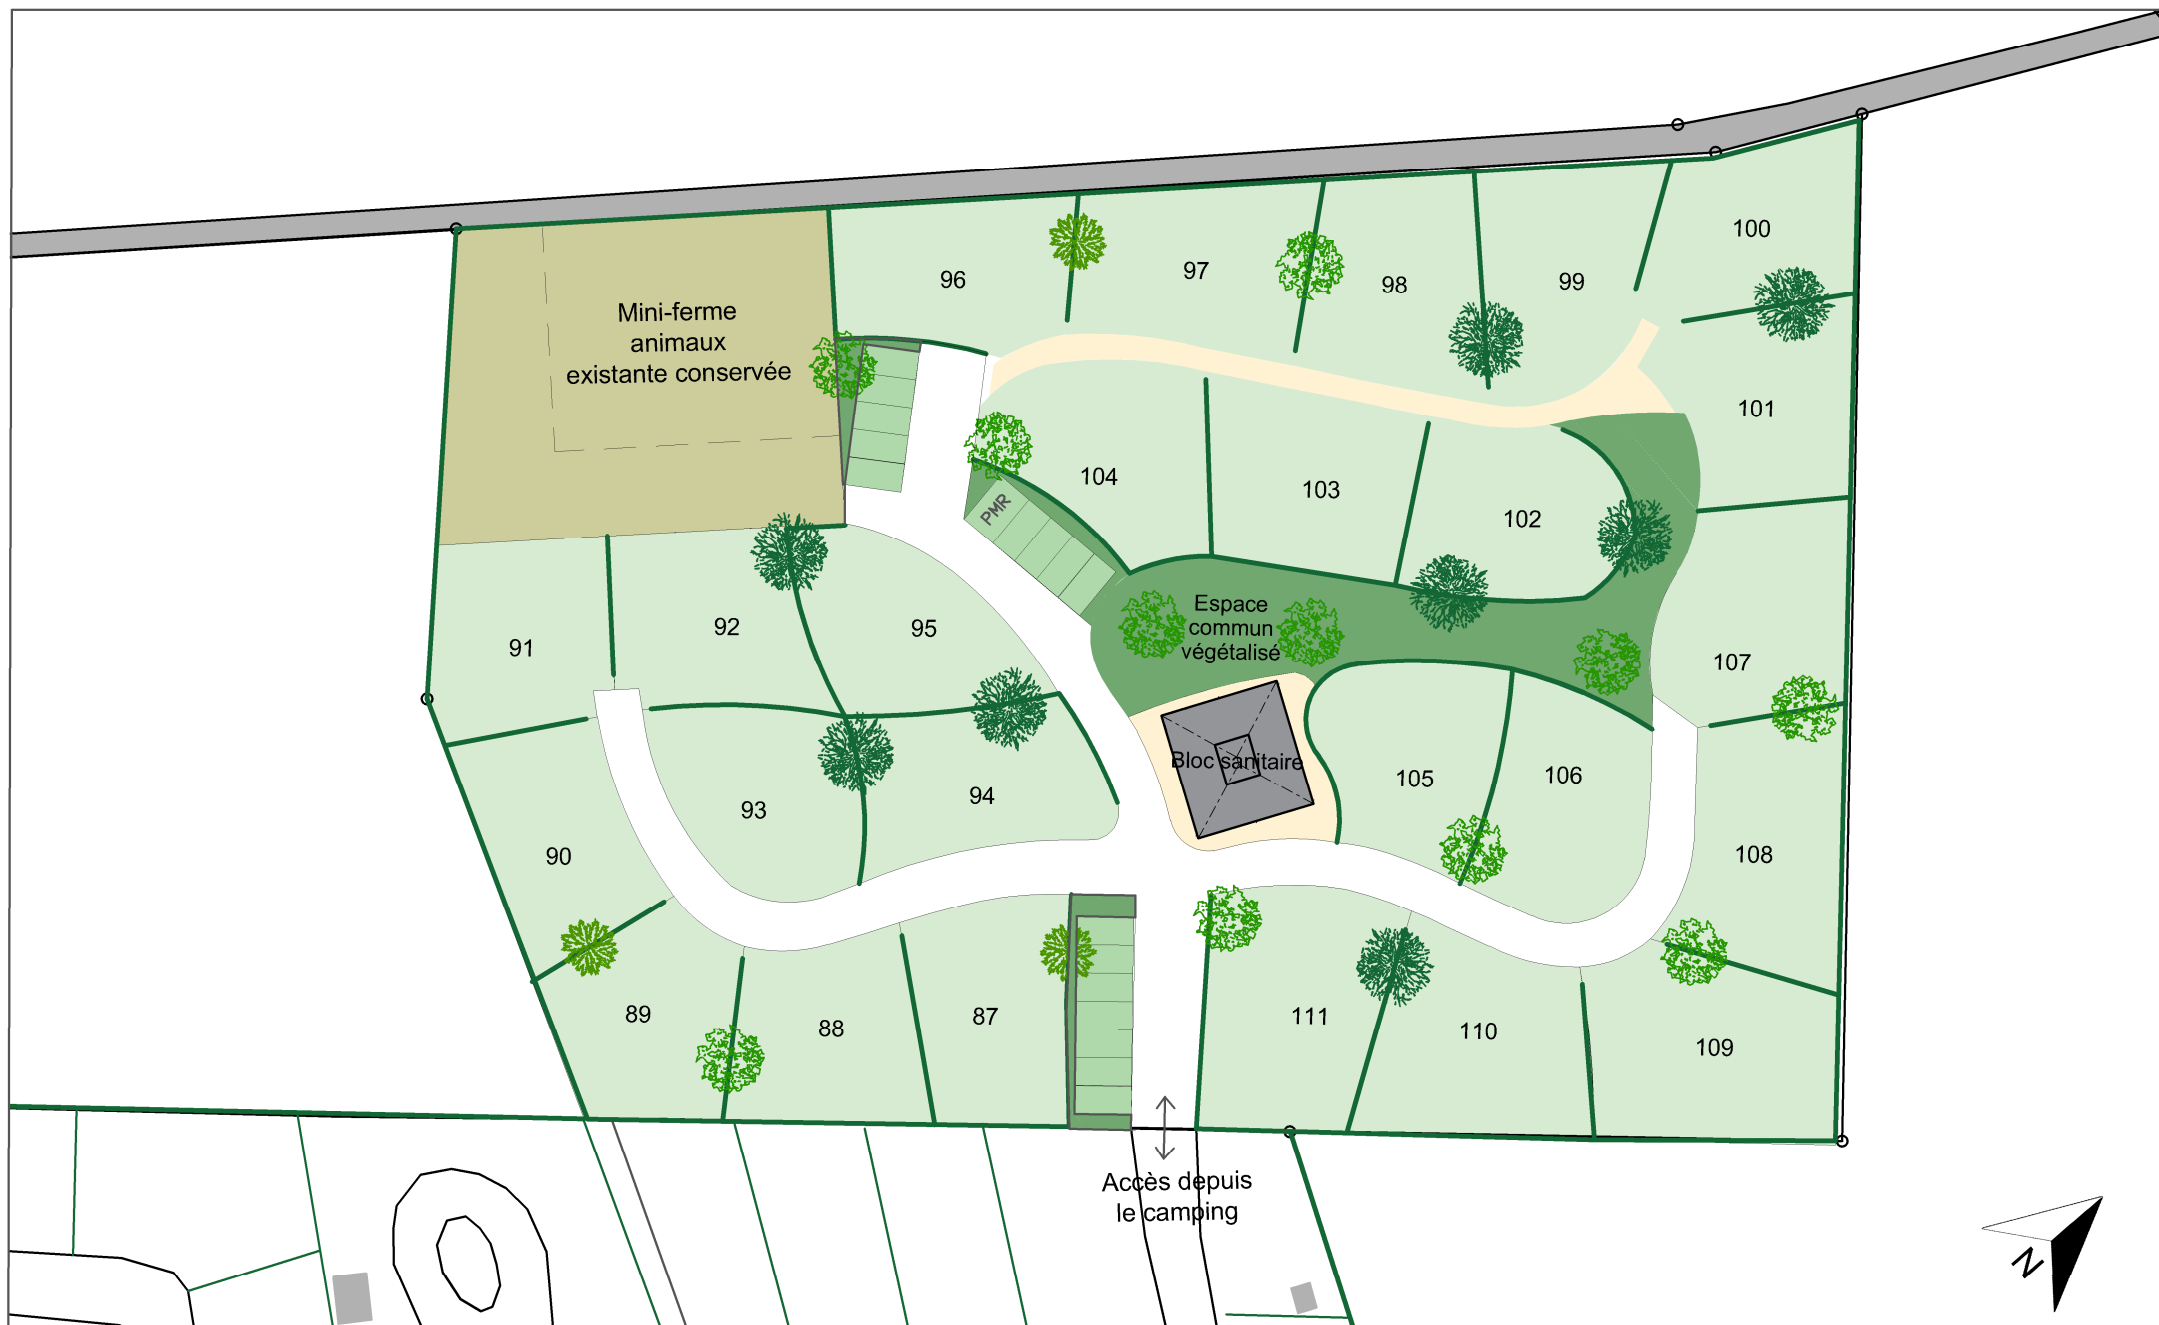 100
96
97
98
99
Mini-ferme
animaux
existante conservée
101
104
103
102
PMR
Espace
commun
végétalisé
91
92
95
107
Bloc sanitaire
105
106
93
94
90
108
89
88
87
111
110
109
Accès depuis
le camping
N